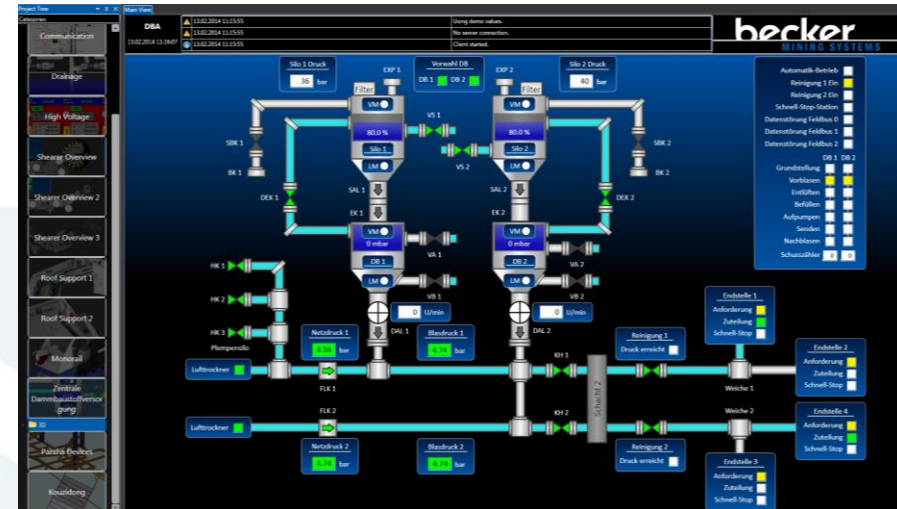 Project Tree
Categories
Communication
Drainage
High Voltage
Shearer Overview
Shearer Overview 2
Shearer Overview 3
Roof Support 1
Roof Support 2
Monorail
Zentrale
Dammbaustoffversor
gung
3D
Kouzidong
Main View
DBA
13.02.2014 11:16:07
13.02.2014 11:15:55 Using demo values.
13.02.2014 11:15:55 No server connection.
13.02.2014 11:15:55 Client started.
becker
MINING SYSTEMS
Silo 1 Druck
36 bar
EXP 1
Vorwahl DB
DB 1 DB 2
EXP 2
Silo 2 Druck
40 bar
Filter
Filter
VM
VM
VS 1
80.0 %
80.0 %
SBK 1
Silo 1
Silo 2
SBK 2
VS 2
LM
LM
BK 1
BK 2
SAL 1
SAL 2
DEX 1
DEX 2
EK 1
EK 2
VM
VM
0 mbar
0 mbar
DB 1
VA 1
DB 2
VA 2
HK 1
LM
LM
HK 2
VB 1
VB 2
0 U/min
0 U/min
HK 3
Plempensilo
Netzdruck 1
4.56 bar
DAL 1
Blasdruck 1
4.74 bar
DAL 2
KH 1
Reinigung 1
Druck erreicht
Lufttrockner
FLK 1
Schacht 2
Weiche 1
FLK 2
KH 2
Weiche 2
Lufttrockner
Netzdruck 2
4.74 bar
Blasdruck 2
4.74 bar
Reinigung 2
Druck erreicht
Automatik-Betrieb
Reinigung 1 Ein
Reinigung 2 Ein
Schnell-Stop-Station
Datenstörung Feldbus 0
Datenstörung Feldbus 1
Datenstörung Feldbus 2
DB 1 DB 2
Grundstellung
Vorblasen
Entlüften
Befüllen
Aufpumpen
Senden
Nachblasen
Schusszähler 0 0
Endstelle 1
Anforderung
Zuteilung
Schnell-Stop
Endstelle 2
Anforderung
Zuteilung
Schnell-Stop
Endstelle 4
Anforderung
Zuteilung
Schnell-Stop
Endstelle 3
Anforderung
Zuteilung
Schnell-Stop